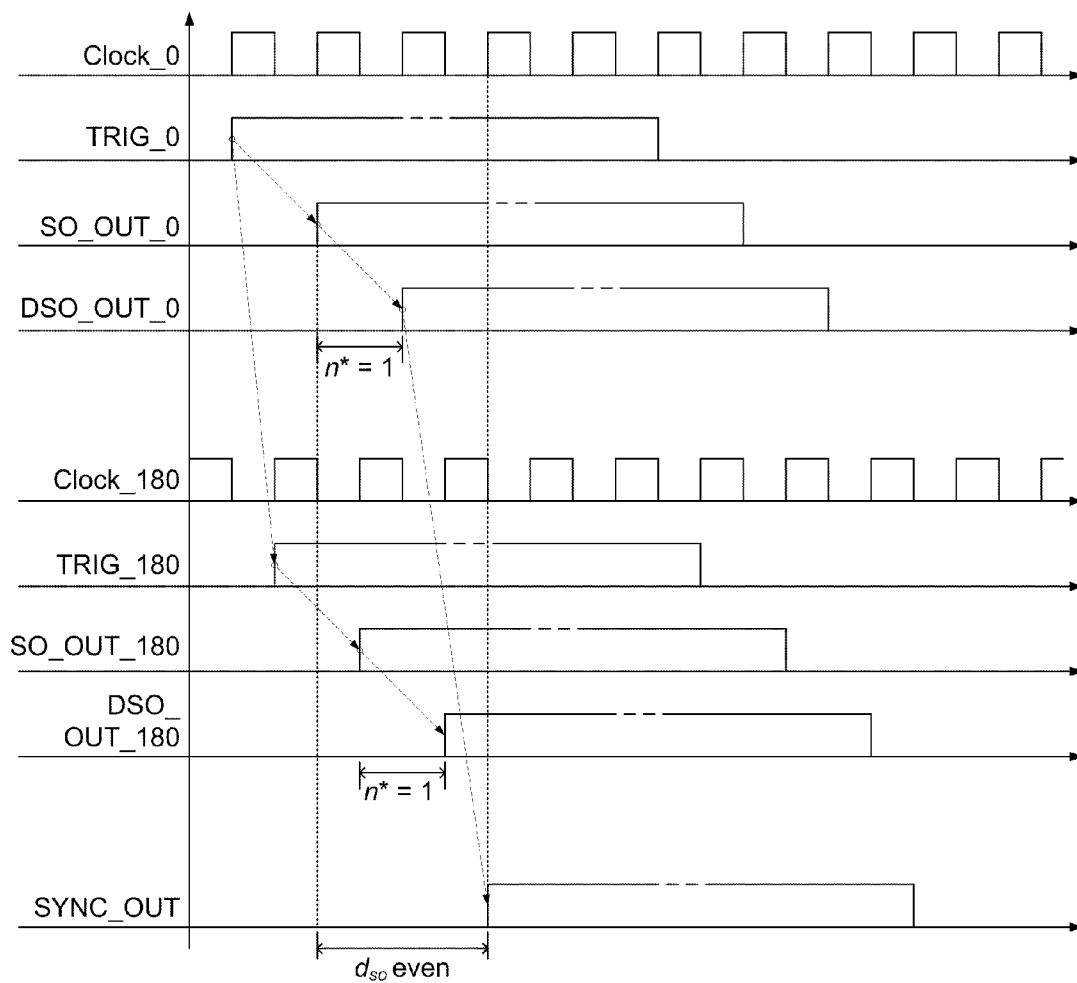 Clock_0
TRIG_0
SO_OUT_0
DSO_OUT_0
n* = 1
Clock_180
TRIG_180
SO_OUT_180
DSO_
OUT_180
n* = 1
SYNC_OUT
dso even